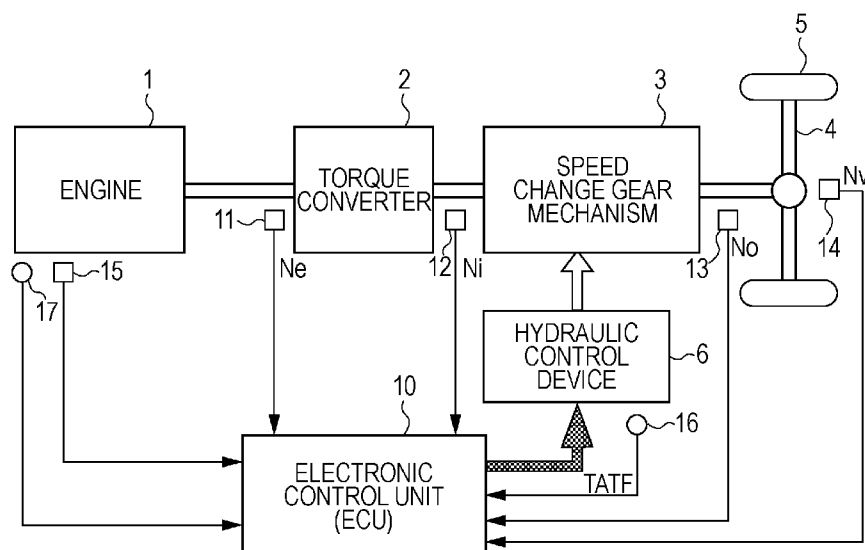 1
2
3
5
4
ENGINE
TORQUE
CONVERTER
SPEED
CHANGE GEAR
MECHANISM
Nv
11
12
13
14
15
17
Ne
Ni
No
HYDRAULIC
CONTROL
DEVICE
6
10
16
ELECTRONIC
CONTROL UNIT
(ECU)
TATF